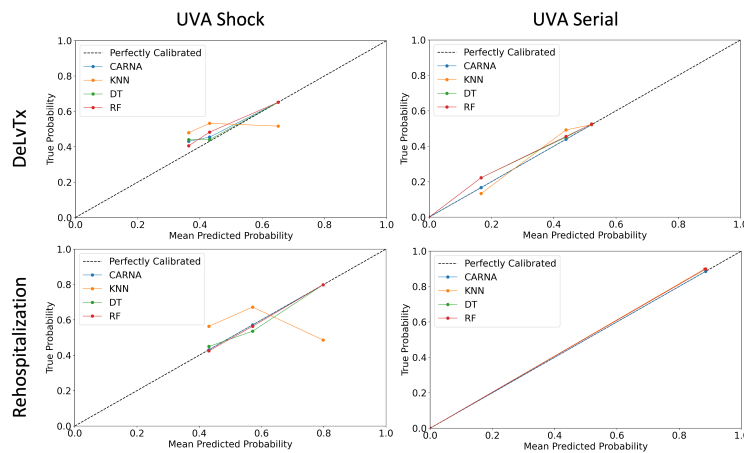 UVA Shock
UVA Serial
DeLvTx
Rehospitalization
1.0
0.8
0.6
0.4
0.2
0.0
True Probability
Perfectly Calibrated
CARNA
KNN
DT
RF
0.0 0.2 0.4 0.6 0.8 1.0
Mean Predicted Probability
1.0
0.8
0.6
0.4
0.2
0.0
True Probability
Perfectly Calibrated
CARNA
KNN
DT
RF
0.0 0.2 0.4 0.6 0.8 1.0
Mean Predicted Probability
1.0
0.8
0.6
0.4
0.2
0.0
True Probability
Perfectly Calibrated
CARNA
KNN
DT
RF
0.0 0.2 0.4 0.6 0.8 1.0
Mean Predicted Probability
1.0
0.8
0.6
0.4
0.2
0.0
True Probability
Perfectly Calibrated
CARNA
KNN
DT
RF
0.0 0.2 0.4 0.6 0.8 1.0
Mean Predicted Probability